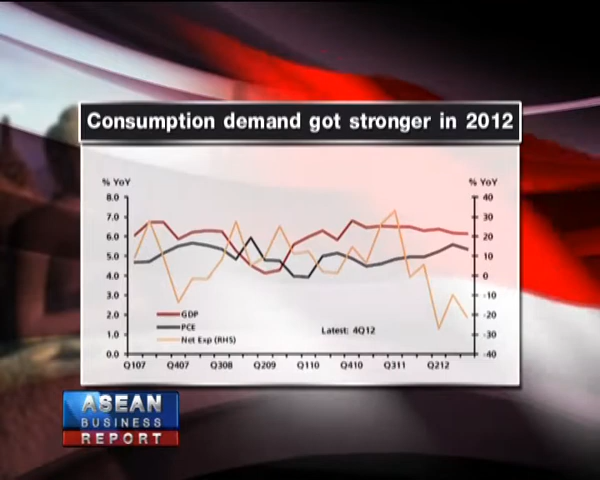 Consumption demand got stronger in 2012
% YoY
% YoY
8.0
7.0
6.0
5.0
4.0
3.0
2.0
1.0
0.0
40
30
20
10
0
-10
-20
-30
-40
GDP
PCE
Net Exp (RHS)
Latest: 4Q12
Q107 Q407 Q308 Q209 Q110 Q410 Q311 Q212
ASEAN
BUSINESS
REPORT